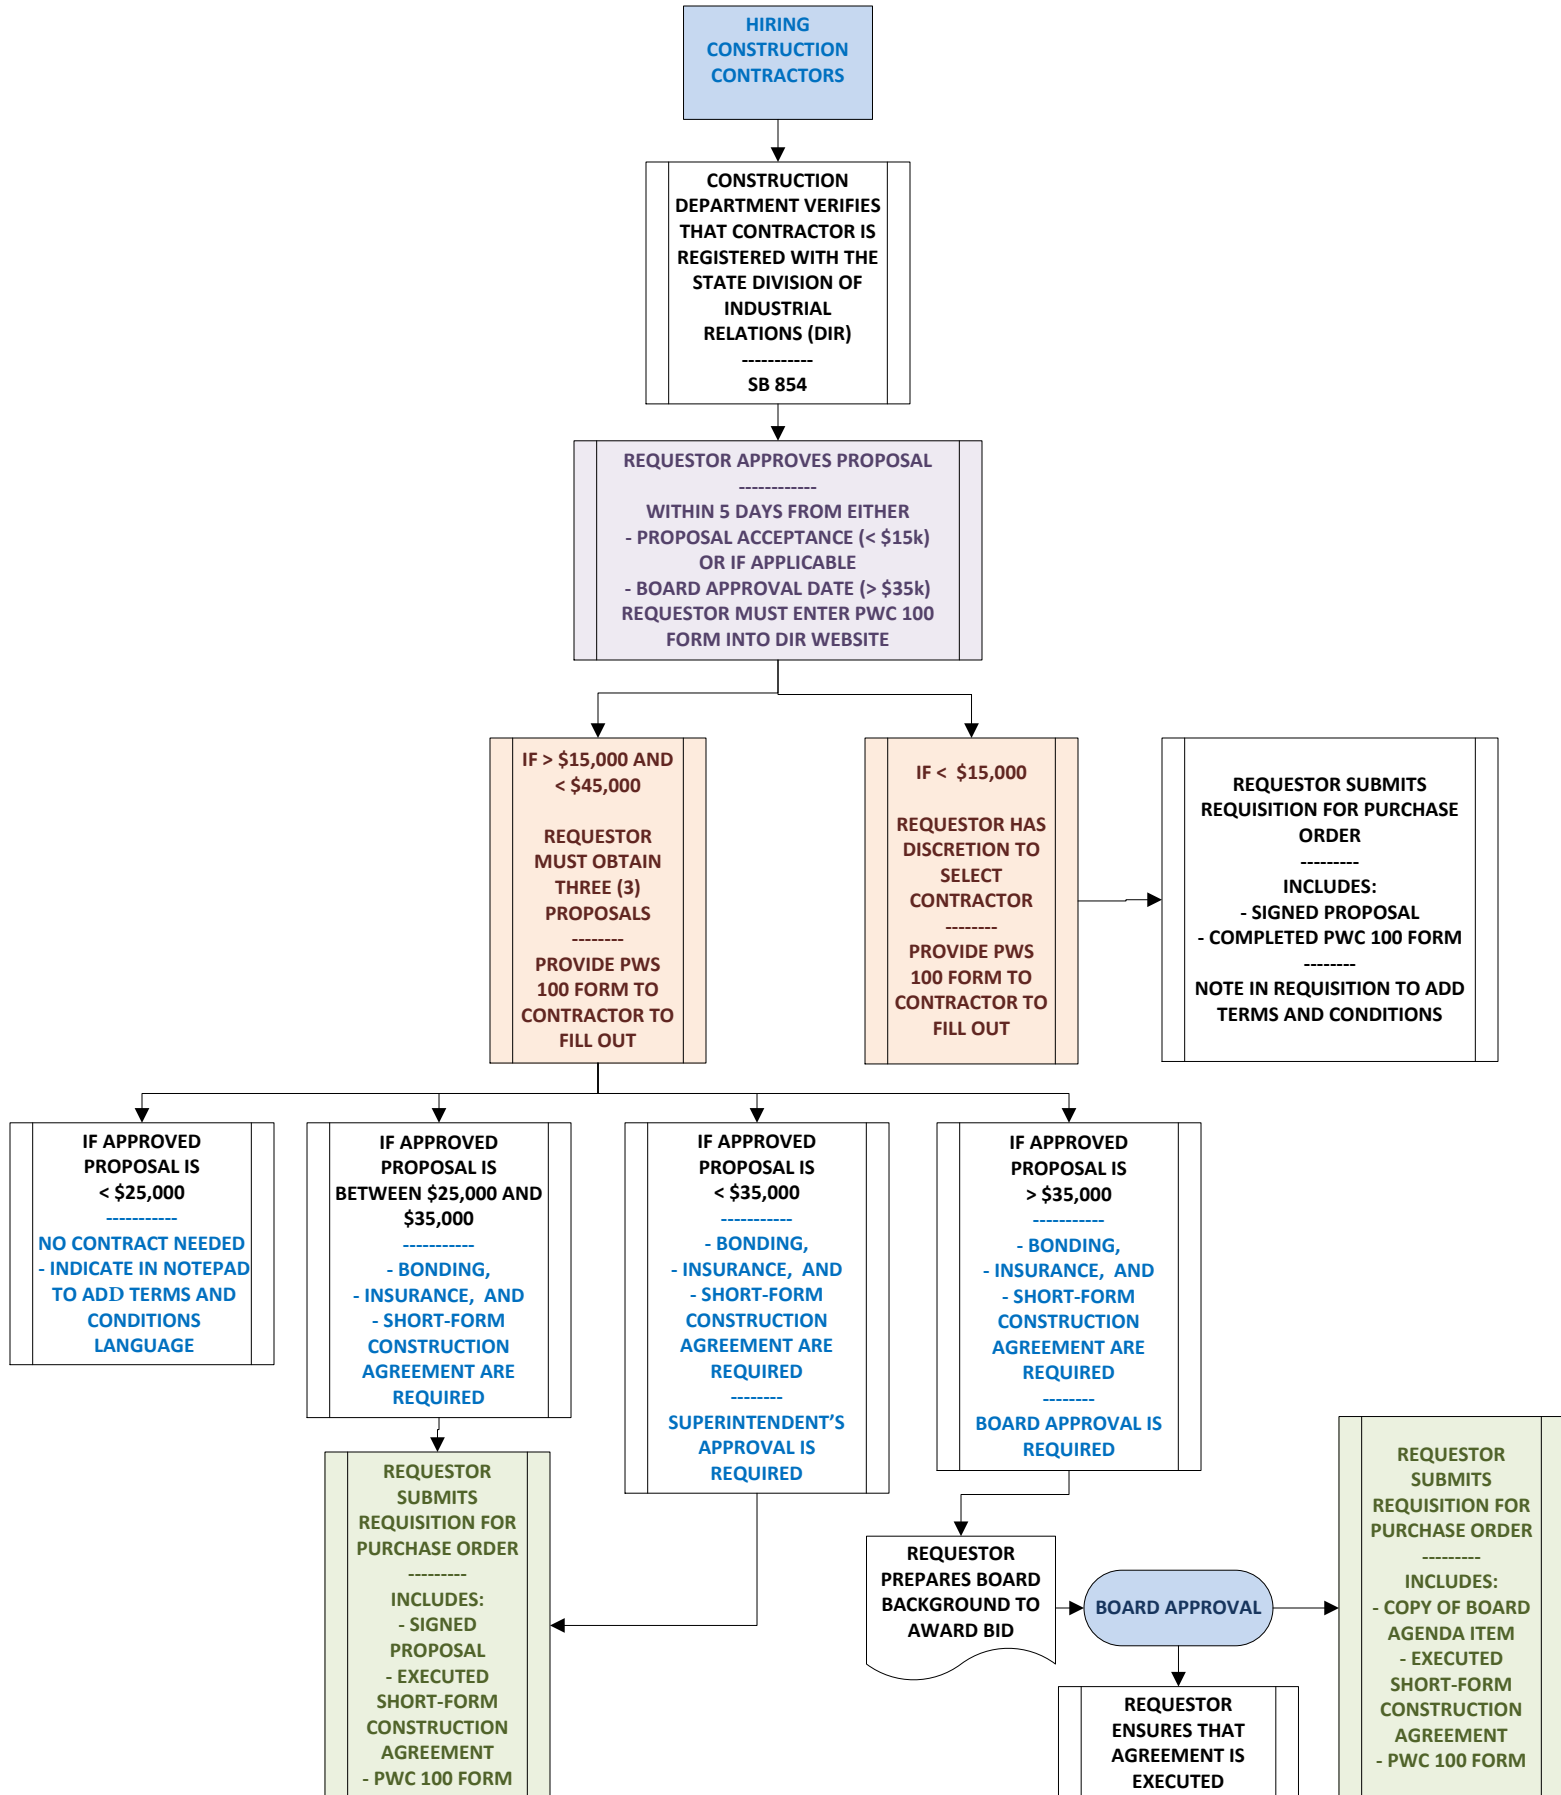 HIRING
CONSTRUCTION
CONTRACTORS
CONSTRUCTION
DEPARTMENT VERIFIES
THAT CONTRACTOR IS
REGISTERED WITH THE
STATE DIVISION OF
INDUSTRIAL
RELATIONS (DIR)
-----------
SB 854
REQUESTOR APPROVES PROPOSAL
------------
WITHIN 5 DAYS FROM EITHER
- PROPOSAL ACCEPTANCE (< $15k)
OR IF APPLICABLE
- BOARD APPROVAL DATE (> $35k)
REQUESTOR MUST ENTER PWC 100
FORM INTO DIR WEBSITE
IF > $15,000 AND
< $45,000
REQUESTOR
MUST OBTAIN
THREE (3)
PROPOSALS
--------
PROVIDE PWS
100 FORM TO
CONTRACTOR TO
FILL OUT
IF < $15,000
REQUESTOR HAS
DISCRETION TO
SELECT
CONTRACTOR
--------
PROVIDE PWS
100 FORM TO
CONTRACTOR TO
FILL OUT
REQUESTOR SUBMITS
REQUISITION FOR PURCHASE
ORDER
---------
INCLUDES:
- SIGNED PROPOSAL
- COMPLETED PWC 100 FORM
--------
NOTE IN REQUISITION TO ADD
TERMS AND CONDITIONS
IF APPROVED
PROPOSAL IS
< $25,000
-----------
NO CONTRACT NEEDED
- INDICATE IN NOTEPAD
TO ADD TERMS AND
CONDITIONS
LANGUAGE
IF APPROVED
PROPOSAL IS
BETWEEN $25,000 AND
$35,000
-----------
- BONDING,
- INSURANCE, AND
- SHORT-FORM
CONSTRUCTION
AGREEMENT ARE
REQUIRED
IF APPROVED
PROPOSAL IS
< $35,000
-----------
- BONDING,
- INSURANCE, AND
- SHORT-FORM
CONSTRUCTION
AGREEMENT ARE
REQUIRED
--------
SUPERINTENDENT’S
APPROVAL IS
REQUIRED
IF APPROVED
PROPOSAL IS
> $35,000
-----------
- BONDING,
- INSURANCE, AND
- SHORT-FORM
CONSTRUCTION
AGREEMENT ARE
REQUIRED
--------
BOARD APPROVAL IS
REQUIRED
REQUESTOR
SUBMITS
REQUISITION FOR
PURCHASE ORDER
---------
INCLUDES:
- SIGNED
PROPOSAL
- EXECUTED
SHORT-FORM
CONSTRUCTION
AGREEMENT
- PWC 100 FORM
REQUESTOR
PREPARES BOARD
BACKGROUND TO
AWARD BID
BOARD APPROVAL
REQUESTOR
ENSURES THAT
AGREEMENT IS
EXECUTED
REQUESTOR
SUBMITS
REQUISITION FOR
PURCHASE ORDER
---------
INCLUDES:
- COPY OF BOARD
AGENDA ITEM
- EXECUTED
SHORT-FORM
CONSTRUCTION
AGREEMENT
- PWC 100 FORM